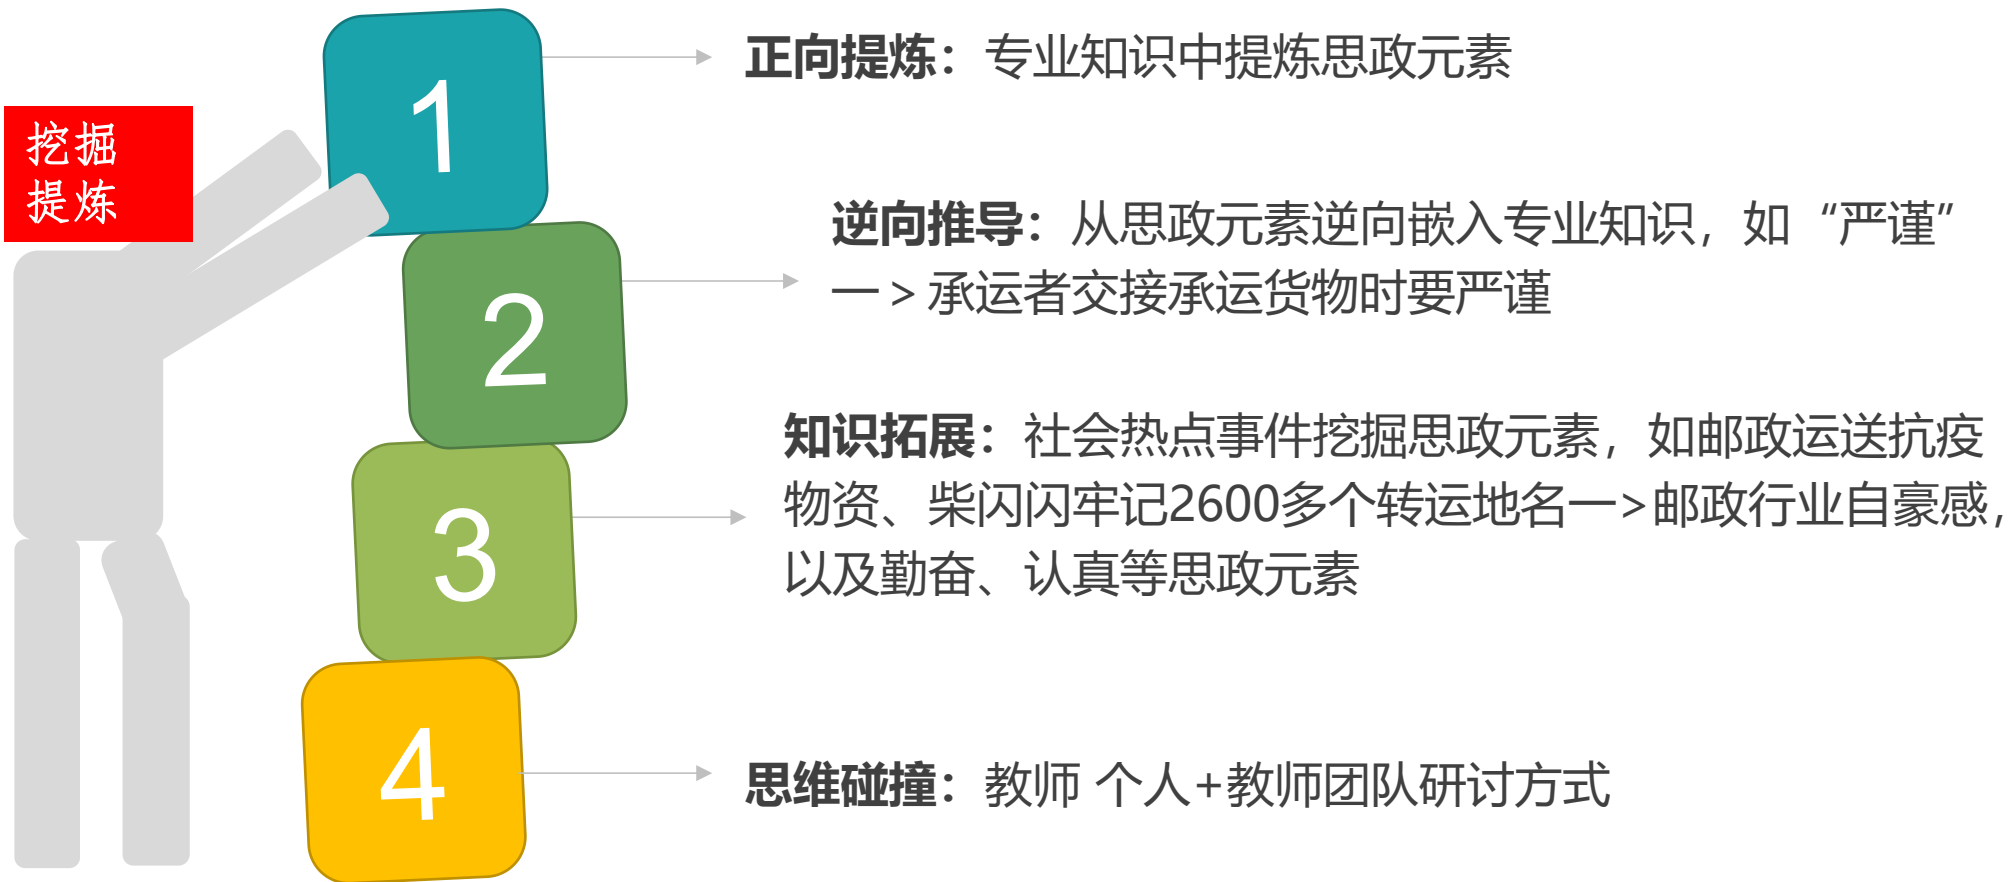 挖掘
提炼
1
正向提炼：专业知识中提炼思政元素
2
逆向推导：从思政元素逆向嵌入专业知识，如“严谨”
一＞承运者交接承运货物时要严谨
3
知识拓展：社会热点事件挖掘思政元素，如邮政运送抗疫
物资、柴闪闪牢记2600多个转运地名一>邮政行业自豪感，
以及勤奋、认真等思政元素
4
思维碰撞：教师 个人+教师团队研讨方式